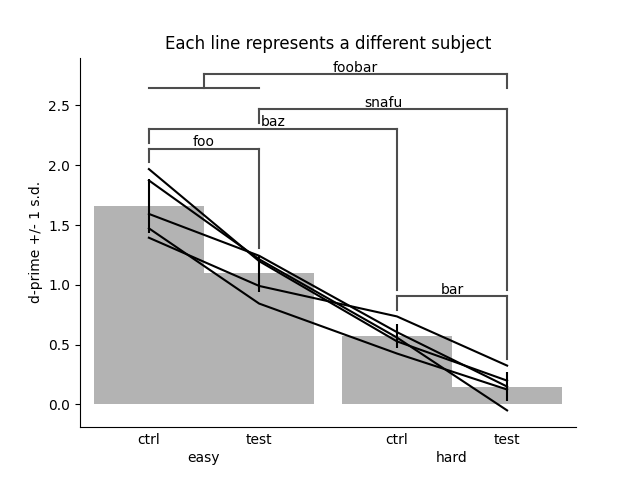 Each line represents a different subject
foobar
snafu
baz
foo
bar
d-prime +/- 1 s.d.
2.5
2.0
1.5
1.0
0.5
0.0
ctrl test ctrl test
easy hard